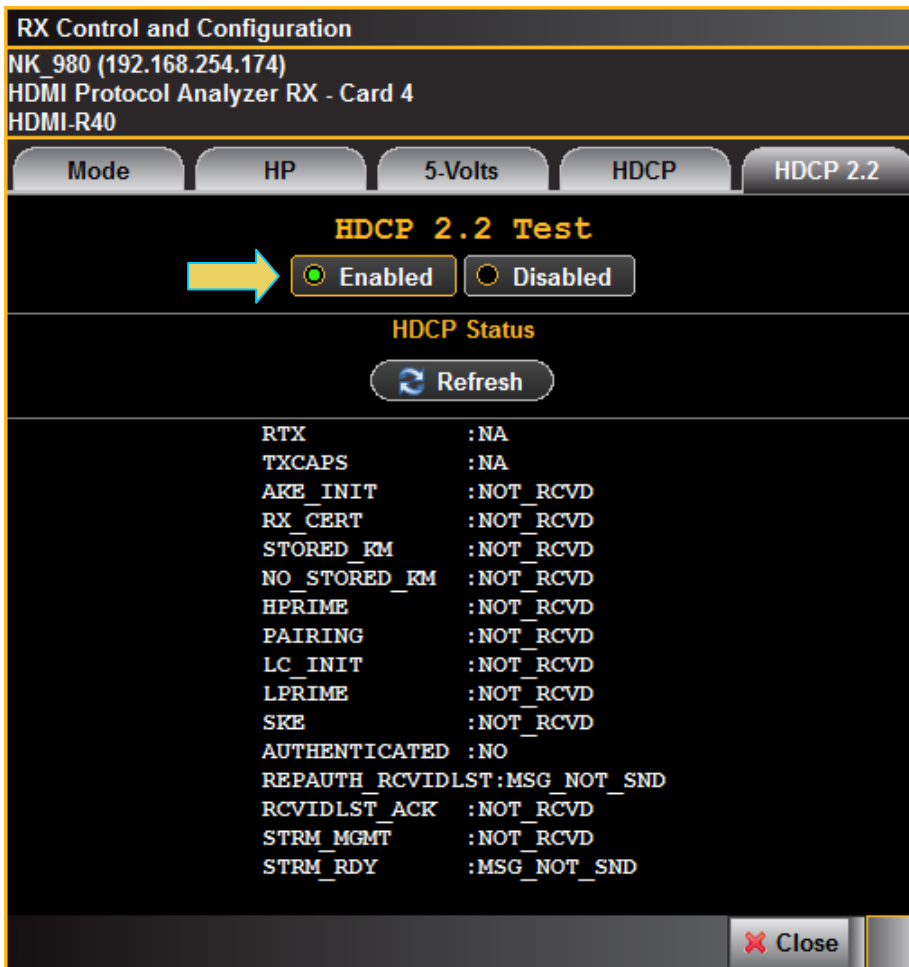 RX Control and Configuration
NK_980 (192.168.254.174)
HDMI Protocol Analyzer RX - Card 4
HDMI-R40
Mode HP 5-Volts HDCP HDCP 2.2
HDCP 2.2 Test
Enabled Disabled
HDCP Status
Refresh
RTX :NA
TXCAPS :NA
AKE_INIT :NOT_RCVD
RX_CERT :NOT_RCVD
STORED_KM :NOT_RCVD
NO_STORED_KM :NOT_RCVD
HPRIME :NOT_RCVD
PAIRING :NOT_RCVD
LC_INIT :NOT_RCVD
LPRIME :NOT_RCVD
SKE :NOT_RCVD
AUTHENTICATED :NO
REPAUTH_RCVIDLST:MSG_NOT_SND
RCVIDLST_ACK :NOT_RCVD
STRM_MGMT :NOT_RCVD
STRM_RDY :MSG_NOT_SND
Close